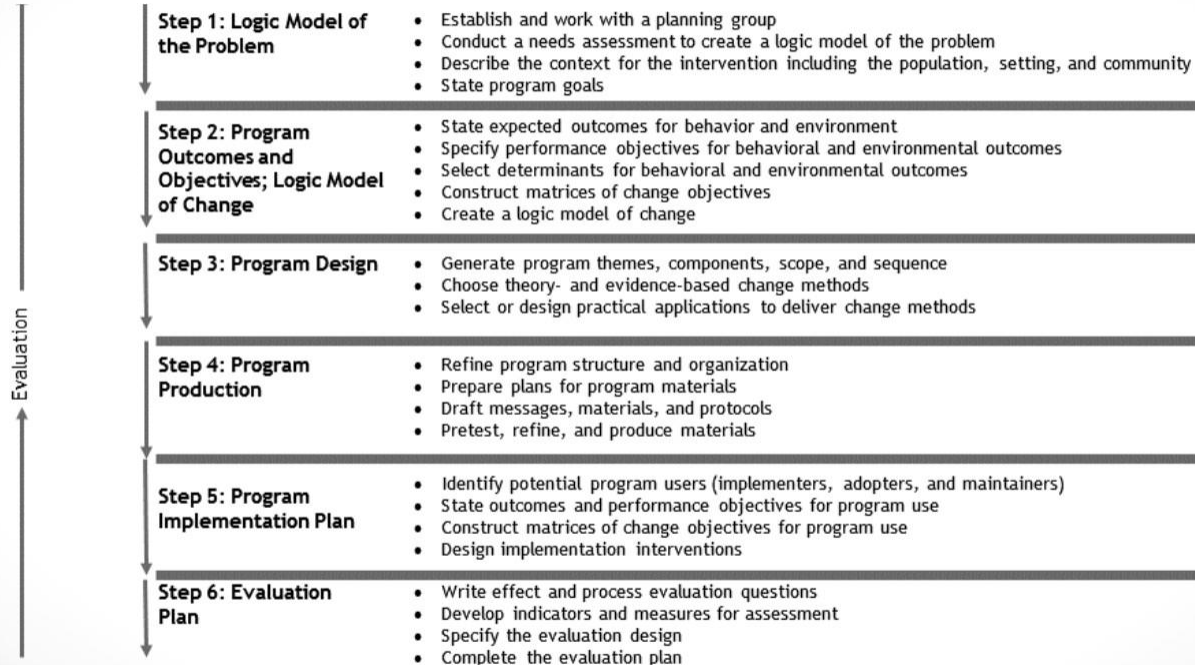 Step 1: Logic Model of
the Problem
• Establish and work with a planning group
• Conduct a needs assessment to create a logic model of the problem
• Describe the context for the intervention including the population, setting, and community
• State program goals
Step 2: Program
Outcomes and
Objectives; Logic Model
of Change
• State expected outcomes for behavior and environment
• Specify performance objectives for behavioral and environmental outcomes
• Select determinants for behavioral and environmental outcomes
• Construct matrices of change objectives
• Create a logic model of change
Step 3: Program Design
• Generate program themes, components, scope, and sequence
• Choose theory- and evidence-based change methods
• Select or design practical applications to deliver change methods
Evaluation
Step 4: Program
Production
• Refine program structure and organization
• Prepare plans for program materials
• Draft messages, materials, and protocols
• Pretest, refine, and produce materials
Step 5: Program
Implementation Plan
• Identify potential program users (implementers, adopters, and maintainers)
• State outcomes and performance objectives for program use
• Construct matrices of change objectives for program use
• Design implementation interventions
Step 6: Evaluation
Plan
• Write effect and process evaluation questions
• Develop indicators and measures for assessment
• Specify the evaluation design
• Complete the evaluation plan